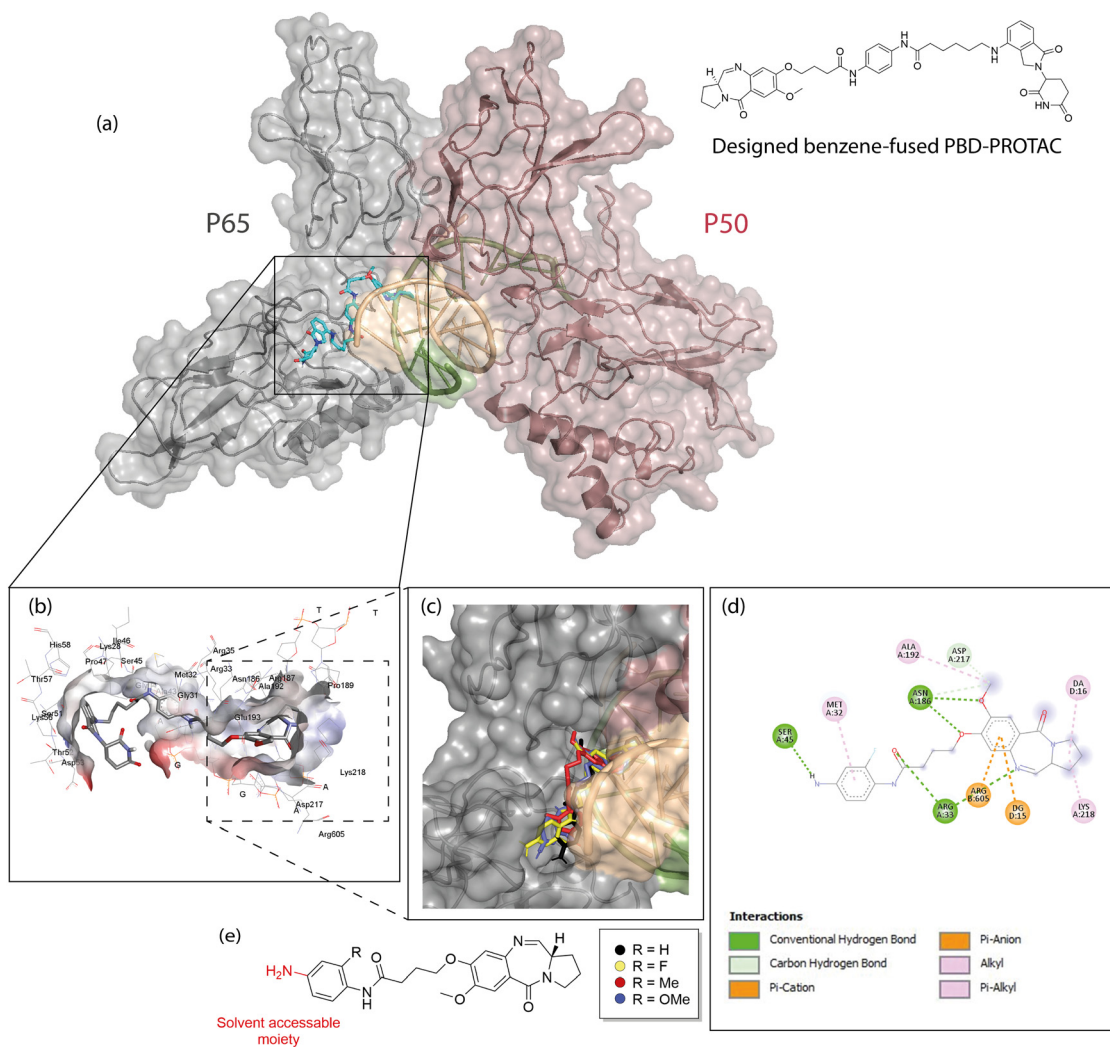 (a)
Designed benzene-fused PBD-PROTAC
H
N
N
O
O
O
O
N
H
H
N
O
H
N
O
N
O
NH
O
P65
P50
(b)
T
T
Ile46
His58
Lys28
Arg35
Pro47
Ser45
Met32
Arg33
Asn186
Arg187
Pro189
Thr57
Gly31
Ala192
Ser51
Glu193
G
Lys218
G
Asp217
A
A
Arg605
(c)
(d)
ALA
A:192
ASP
D:217
DA
D:16
ASN
A:186
MET
A:32
SER
A:45
ARG
B:605
ARG
A:33
DG
D:15
LYS
A:218
H
F
O
O
O
O
N
N
Interactions
Conventional Hydrogen Bond
Carbon Hydrogen Bond
Pi-Cation
Pi-Anion
Alkyl
Pi-Alkyl
(e)
H₂N
R
N
H
O
O
O
N
H
N
O
Solvent accessable
moiety
R = H
R = F
R = Me
R = OMe